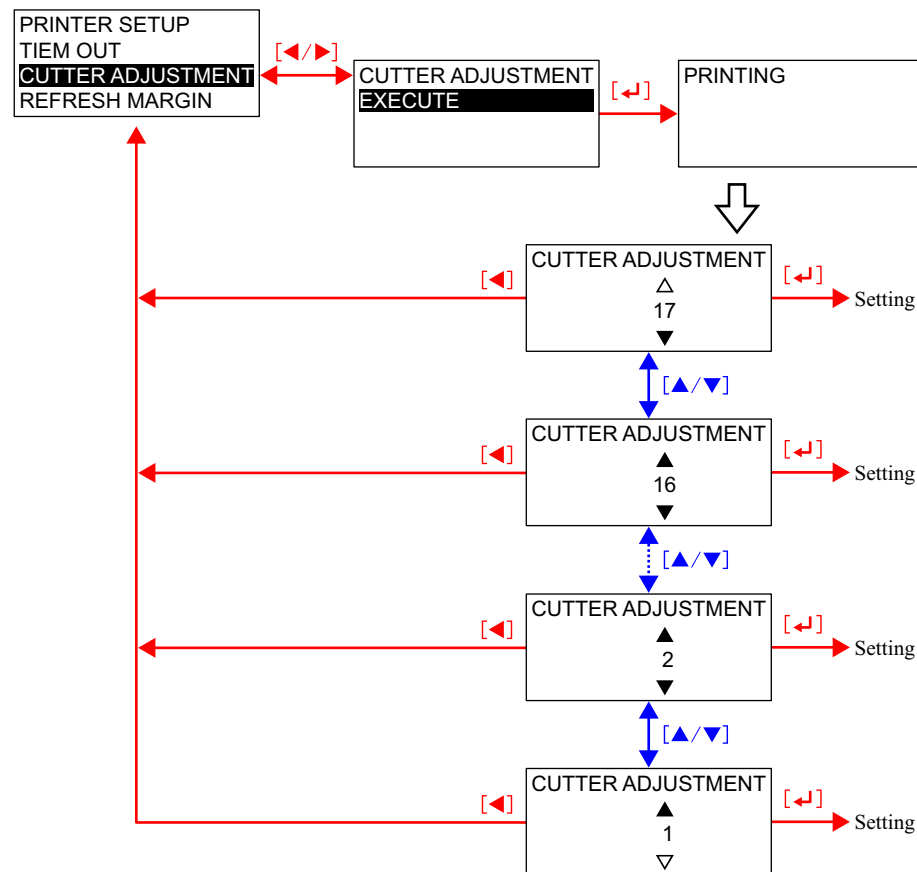 PRINTER SETUP
TIEM OUT
CUTTER ADJUSTMENT
REFRESH MARGIN
[◀/▶]
CUTTER ADJUSTMENT
EXECUTE
[↵]
PRINTING
CUTTER ADJUSTMENT
△
17
▼
[◀]
[↵]
Setting
[▲/▼]
CUTTER ADJUSTMENT
▲
16
▼
[◀]
[↵]
Setting
[▲/▼]
CUTTER ADJUSTMENT
▲
2
▼
[◀]
[↵]
Setting
[▲/▼]
CUTTER ADJUSTMENT
▲
1
▽
[◀]
[↵]
Setting